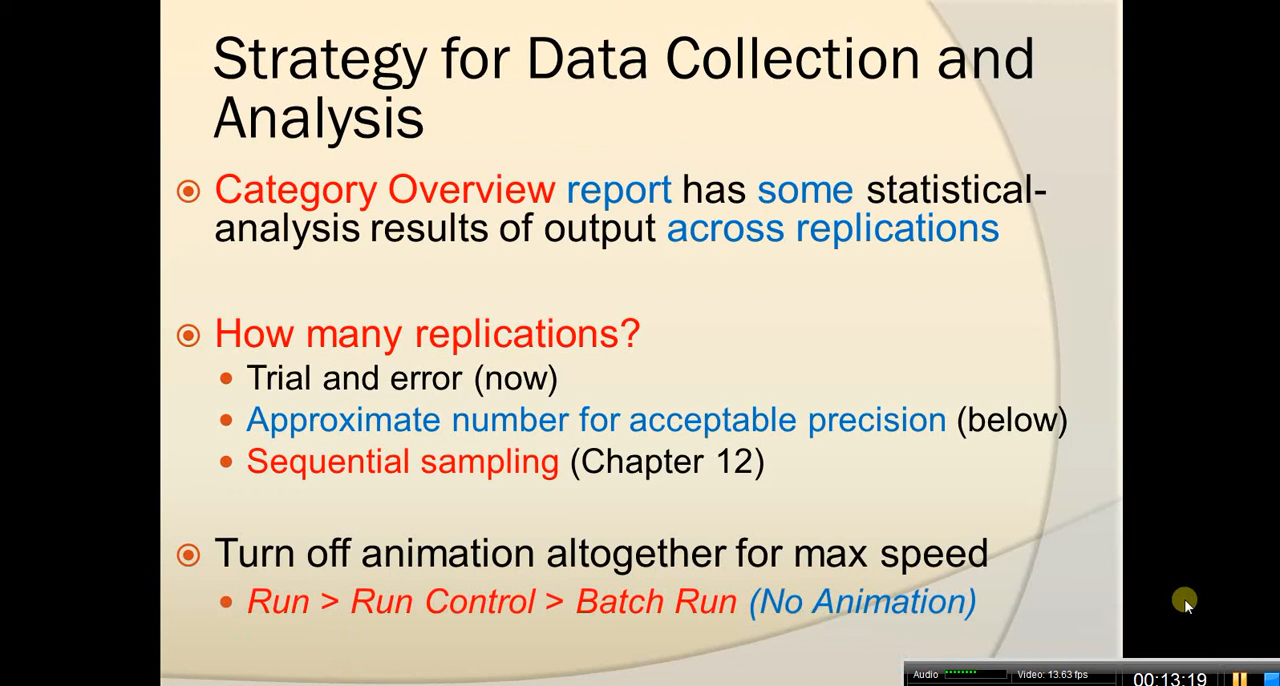 Strategy for Data Collection and
Analysis
Category Overview report has some statistical-
analysis results of output across replications
How many replications?
Trial and error (now)
Approximate number for acceptable precision (below)
Sequential sampling (Chapter 12)
Turn off animation altogether for max speed
Run > Run Control > Batch Run (No Animation)
Audio Video: 13.63 fps 00:13:19